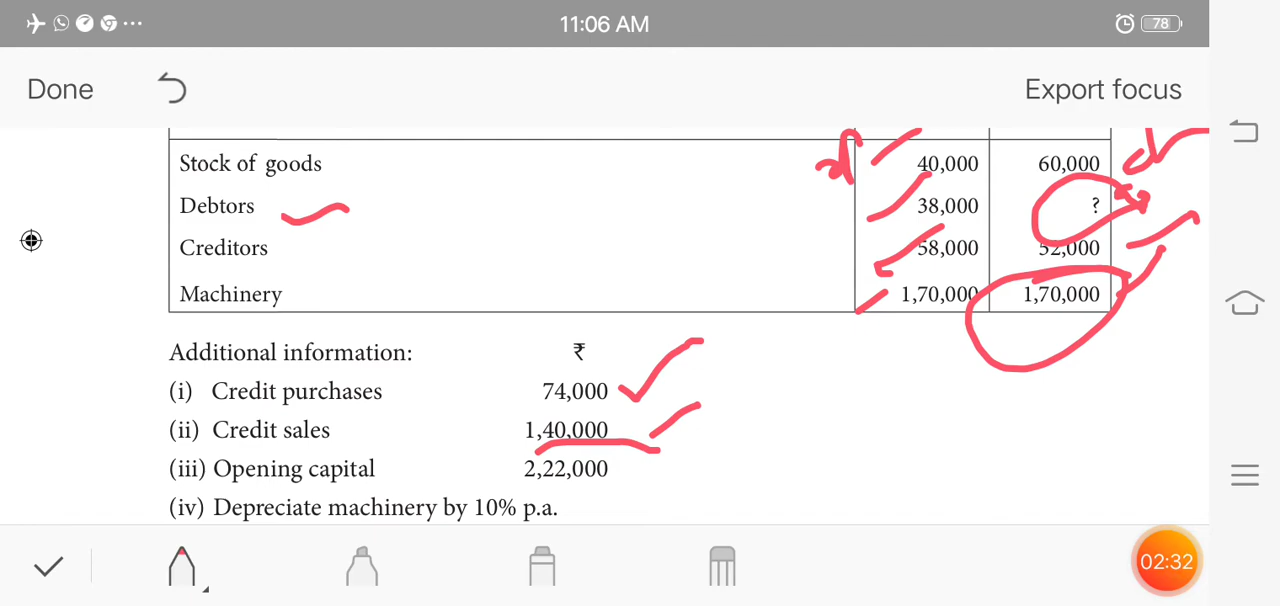 11:06 AM 78
Done Export focus
Stock of goods 40,000 60,000
Debtors 38,000 ?
Creditors 58,000 52,000
Machinery 1,70,000 1,70,000
Additional information: ₹
(i) Credit purchases 74,000
(ii) Credit sales 1,40,000
(iii) Opening capital 2,22,000
(iv) Depreciate machinery by 10% p.a.
02:32